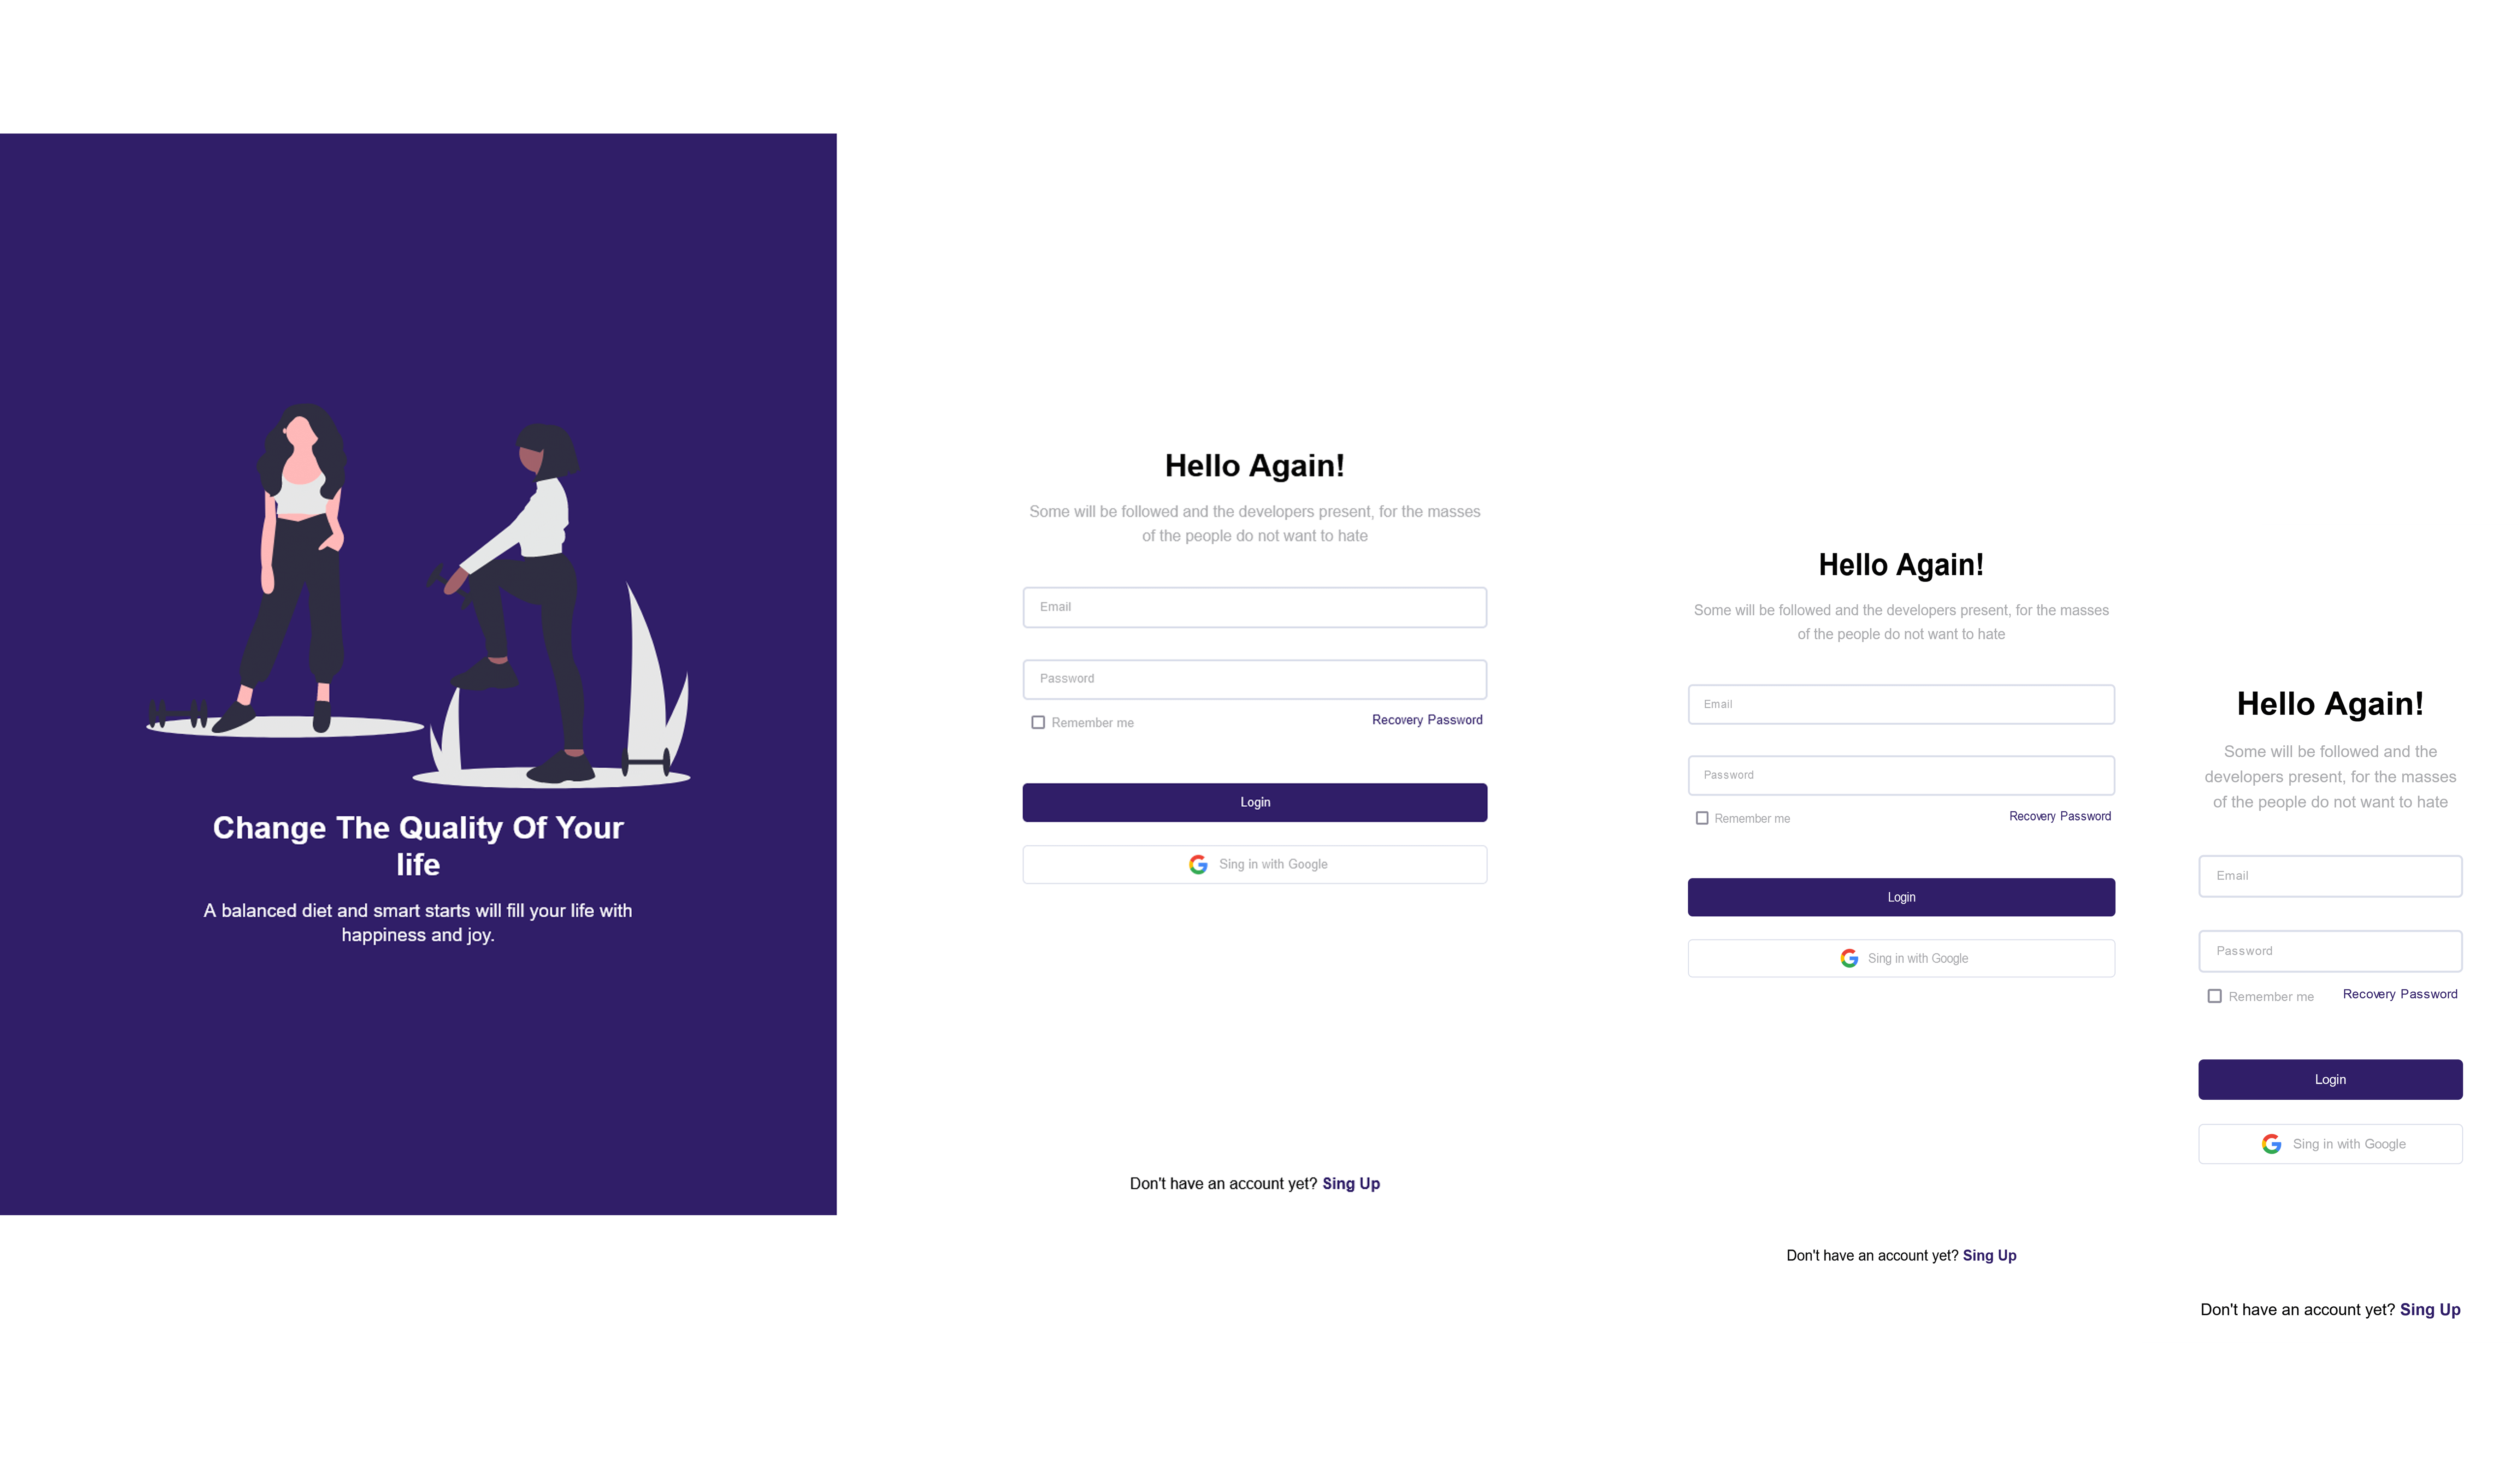 Change The Quality Of Your
life
A balanced diet and smart starts will fill your life with
happiness and joy.
Hello Again!
Some will be followed and the developers present, for the masses
of the people do not want to hate
Email
Password
Remember me
Recovery Password
Login
Sing in with Google
Don't have an account yet? Sing Up
Hello Again!
Some will be followed and the developers present, for the masses
of the people do not want to hate
Email
Password
Remember me
Recovery Password
Login
Sing in with Google
Don't have an account yet? Sing Up
Hello Again!
Some will be followed and the
developers present, for the masses
of the people do not want to hate
Email
Password
Remember me
Recovery Password
Login
Sing in with Google
Don't have an account yet? Sing Up